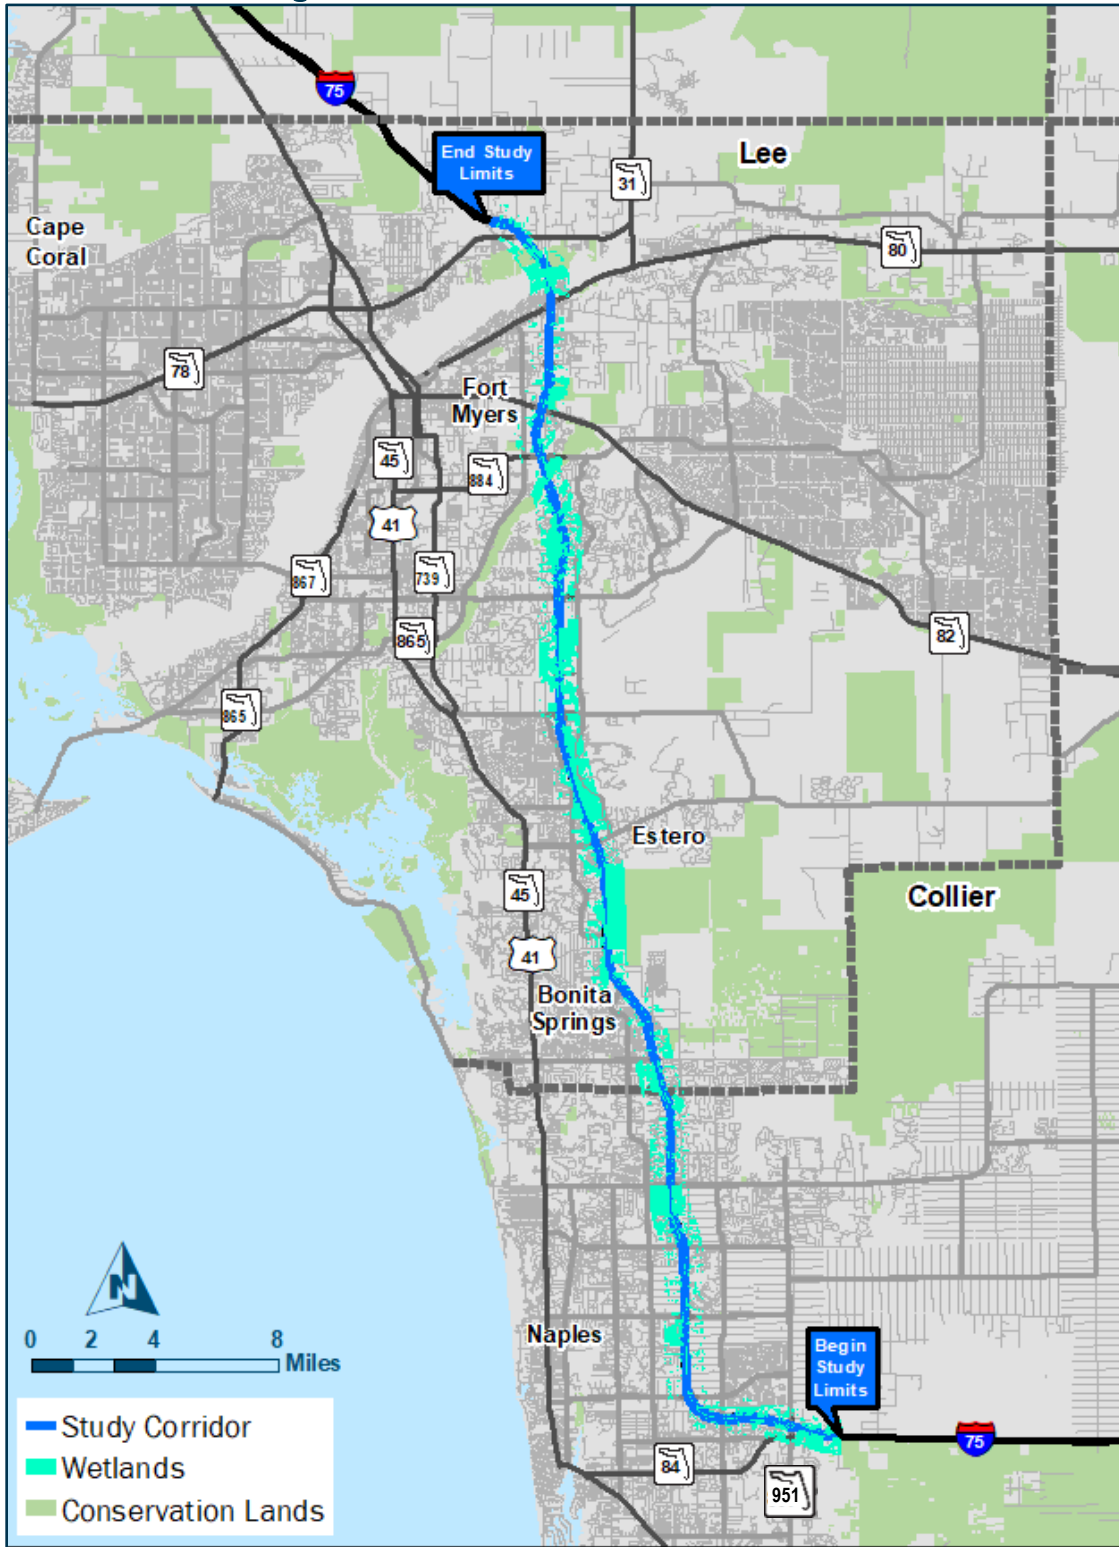 75
End Study
Limits
Lee
31
Cape
Coral
80
78
Fort
Myers
45
884
41
867
739
865
82
865
Estero
Collier
45
41
Bonita
Springs
N
0 2 4 8
Miles
Naples
Begin
Study
Limits
75
84
951
Study Corridor
Wetlands
Conservation Lands